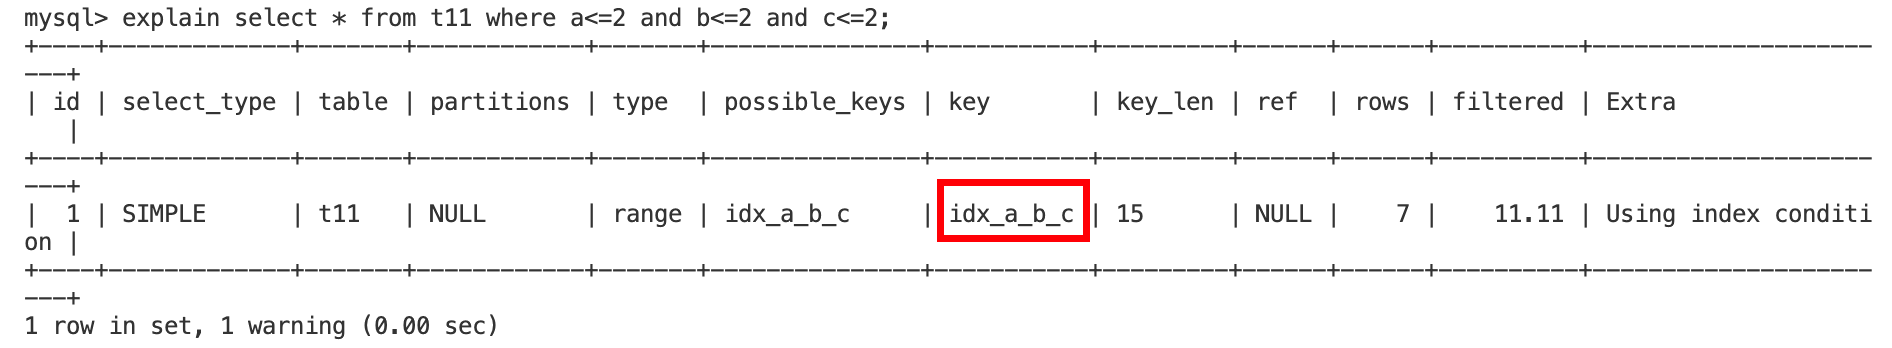 mysql> explain select * from t11 where a<=2 and b<=2 and c<=2;
+----+-------------+-------+------------+-------+---------------+-----------+---------+------+------+----------+--------------------
---+
| id | select_type | table | partitions | type  | possible_keys | key       | key_len | ref  | rows | filtered | Extra
   |
+----+-------------+-------+------------+-------+---------------+-----------+---------+------+------+----------+--------------------
---+
|  1 | SIMPLE      | t11   | NULL       | range | idx_a_b_c     | idx_a_b_c | 15      | NULL |    7 |    11.11 | Using index conditi
on |
+----+-------------+-------+------------+-------+---------------+-----------+---------+------+------+----------+--------------------
---+
1 row in set, 1 warning (0.00 sec)